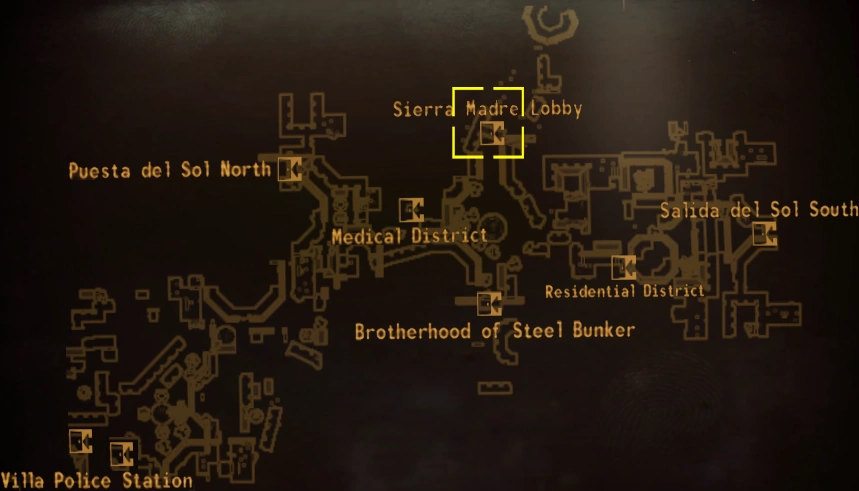 Sierra Madre Lobby
Puesta del Sol North
Salida del Sol South
Medical District
Residential District
Brotherhood of Steel Bunker
Villa Police Station